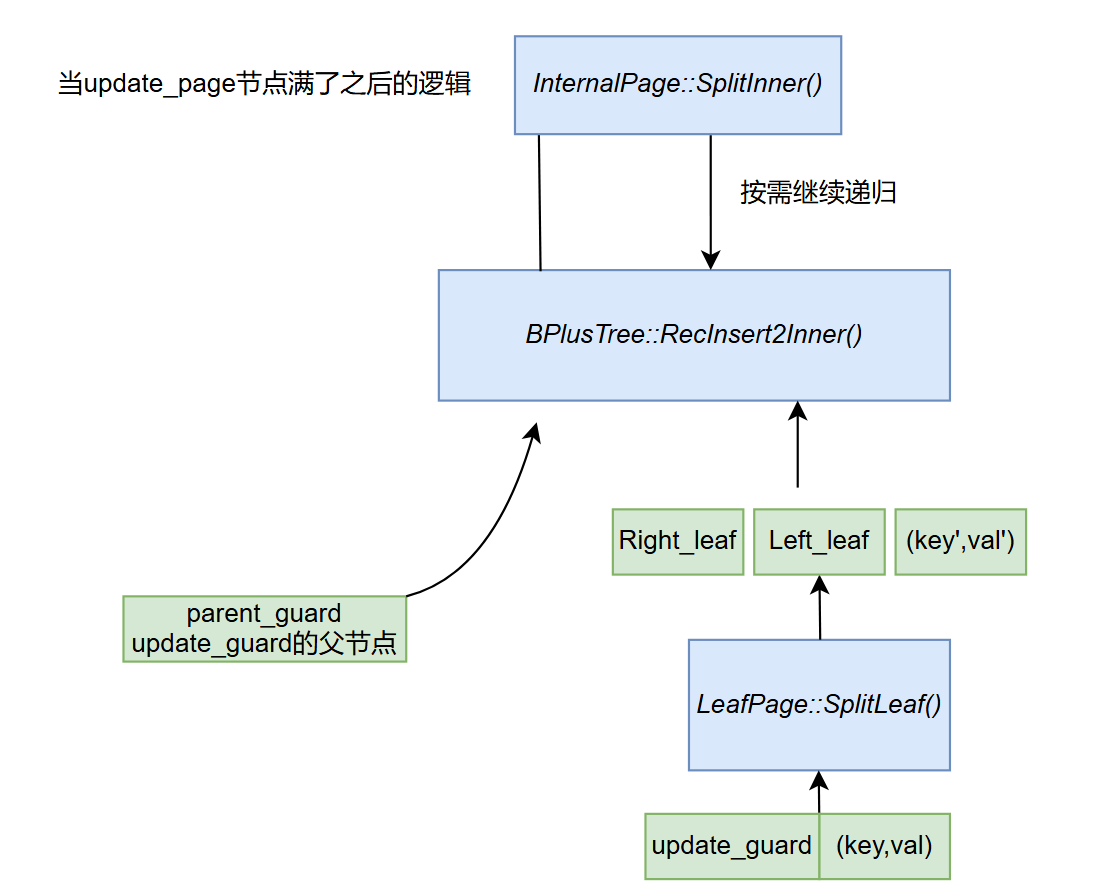 当update_page节点满了之后的逻辑
InternalPage::SplitInner()
按需继续递归
BPlusTree::RecInsert2Inner()
Right_leaf
Left_leaf
(key',val')
parent_guard
update_guard的父节点
LeafPage::SplitLeaf()
update_guard
(key,val)